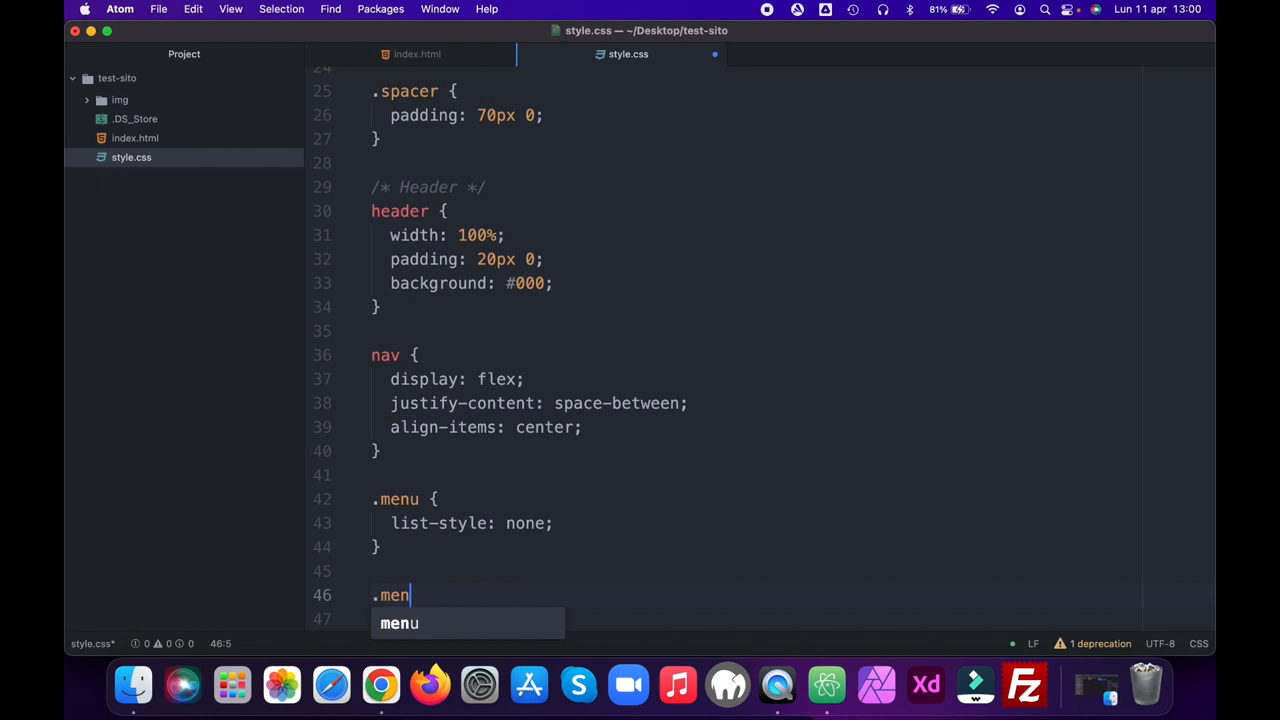 Atom File Edit View Selection Find Packages Window Help 81% Lun 11 apr 13:00
style.css — ~/Desktop/test-sito
Project index.html style.css
test-sito
img
.DS_Store
index.html
style.css
24
25 .spacer {
26 padding: 70px 0;
27 }
28
29 /* Header */
30 header {
31 width: 100%;
32 padding: 20px 0;
33 background: #000;
34 }
35
36 nav {
37 display: flex;
38 justify-content: space-between;
39 align-items: center;
40 }
41
42 .menu {
43 list-style: none;
44 }
45
46 .men
47
menu
style.css* 0 0 0 46:5 LF 1 deprecation UTF-8 CSS
Xd Fz